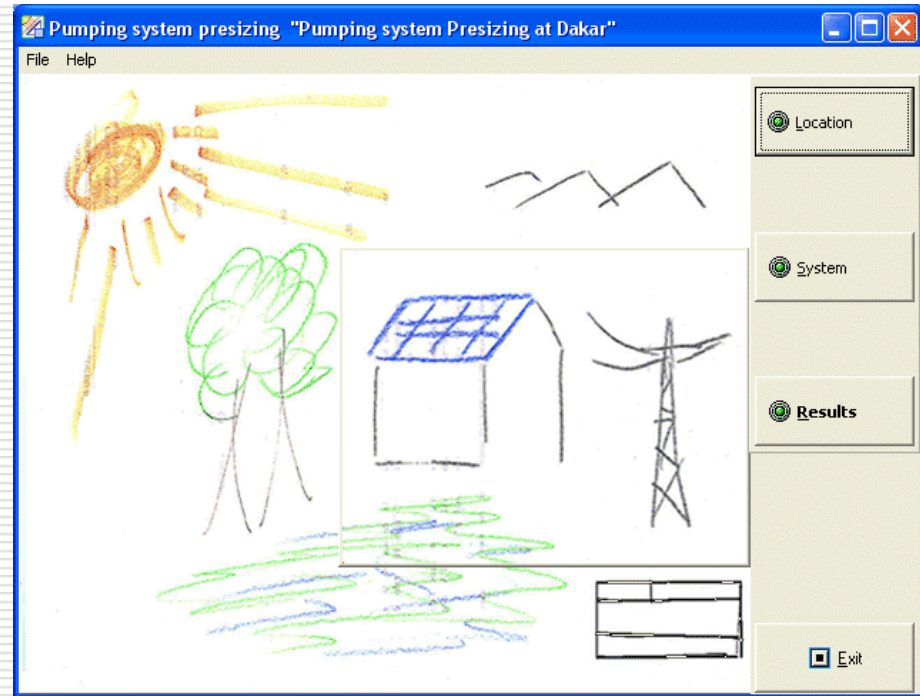 Pumping system presizing "Pumping system Presizing at Dakar"
File Help
Location
System
Results
Exit